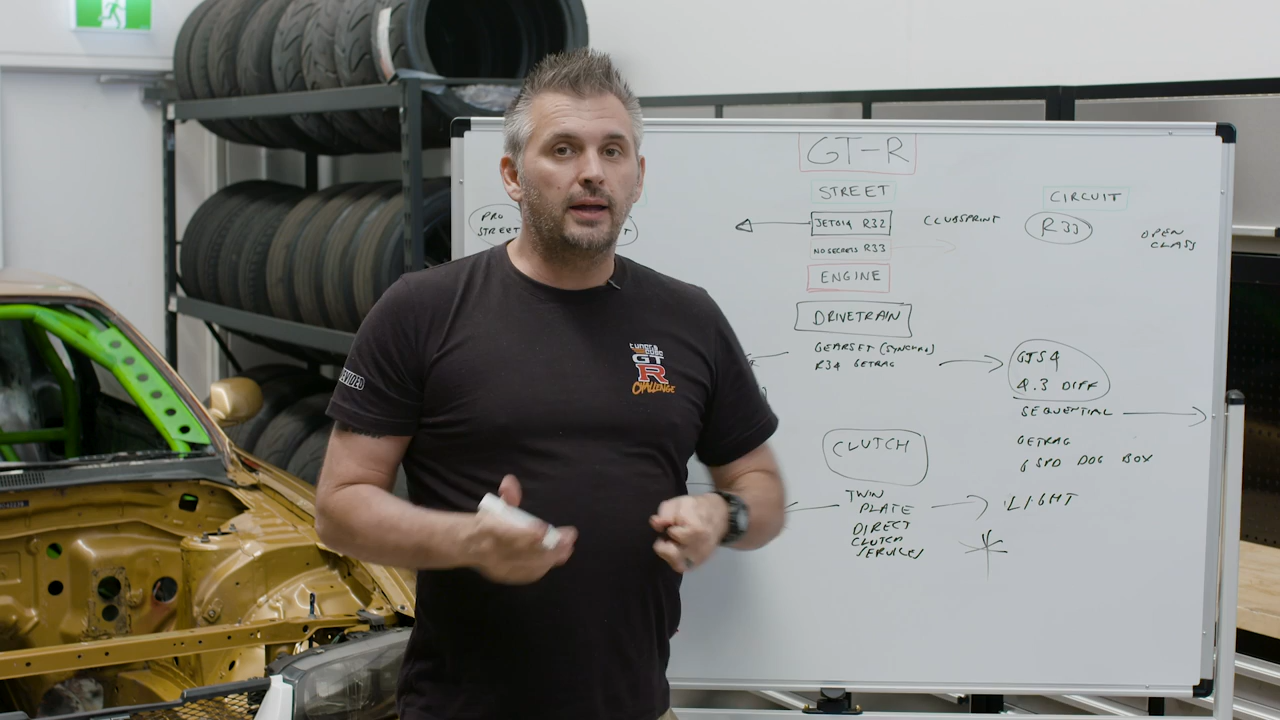 GT-R
STREET
CIRCUIT
PRO
STREET
JETSIG R32
CLUBSPRINT
R33
NO SECRETS R33
OPEN
CLASS
ENGINE
DRIVETRAIN
GEARSET (SYNCHRO)
R34 GETRAG
GTS4
4.3 DIFF
SEQUENTIAL
GETRAG
6 SPD DOG BOX
CLUTCH
TWIN
PLATE
DIRECT
CLUTCH
SERVICES
LIGHT
GT
R
CHALLENGE